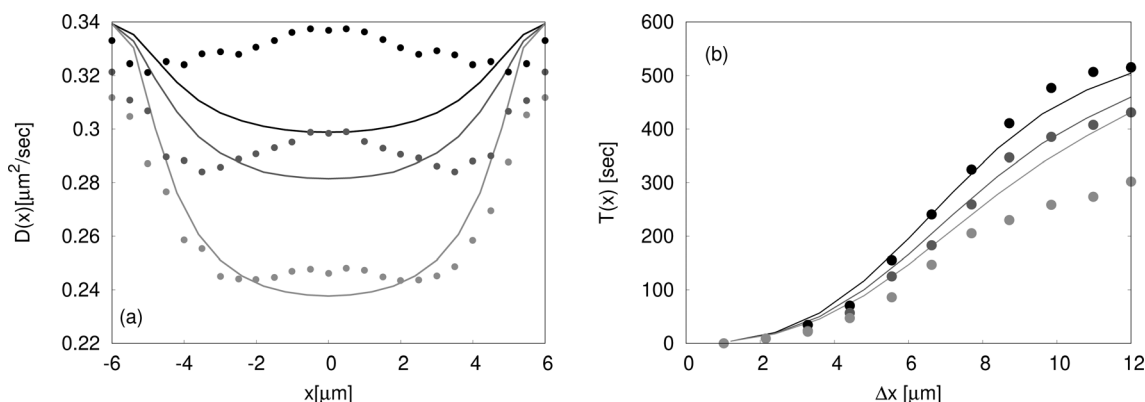 0.34
0.32
0.3
0.28
0.26
0.24
0.22
D(x)[μm²/sec]
(a)
-6 -4 -2 0 2 4 6
x[μm]
600
500
400
300
200
100
0
T(x) [sec]
(b)
0 2 4 6 8 10 12
Δx [μm]